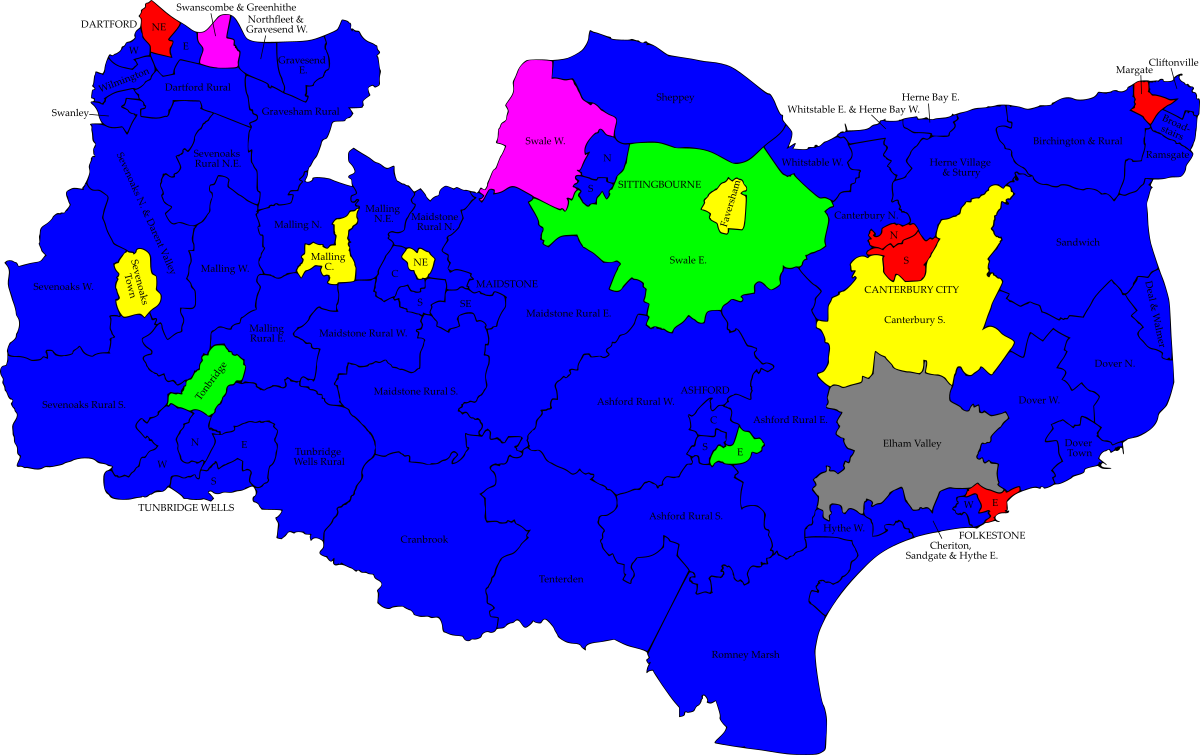 Swanscombe & Greenhithe
DARTFORD
NE
Northfleet &
Gravesend W.
W
E
Gravesend
E.
Wilmington
Dartford Rural
Swanley
Gravesham Rural
Sevenoaks
Rural N.E.
Sevenoaks N. & Darent Valley
Sheppey
Swale W.
N
S
SITTINGBOURNE
Faversham
Swale E.
Cliftonville
Margate
Herne Bay E.
Whitstable E. & Herne Bay W.
Broad-
stairs
Birchington & Rural
Ramsgate
Whitstable W.
Herne Village
& Sturry
Canterbury N.
N
S
Sandwich
CANTERBURY CITY
Canterbury S.
Malling
N.E.
Maidstone
Rural N.
Malling N.
Malling
C.
NE
C
Malling W.
Sevenoaks W.
Sevenoaks
Town
MAIDSTONE
S
SE
Maidstone Rural E.
Malling
Rural E.
Maidstone Rural W.
Dover N.
Tonbridge
Maidstone Rural S.
ASHFORD
Ashford Rural W.
Dover W.
Sevenoaks Rural S.
C
Ashford Rural E.
Elham Valley
N
E
Dover
Town
E
Tunbridge
Wells Rural
W
S
TUNBRIDGE WELLS
W
E
Ashford Rural S.
Hythe W.
FOLKESTONE
Cranbrook
Cheriton,
Sandgate & Hythe E.
Tenterden
Romney Marsh